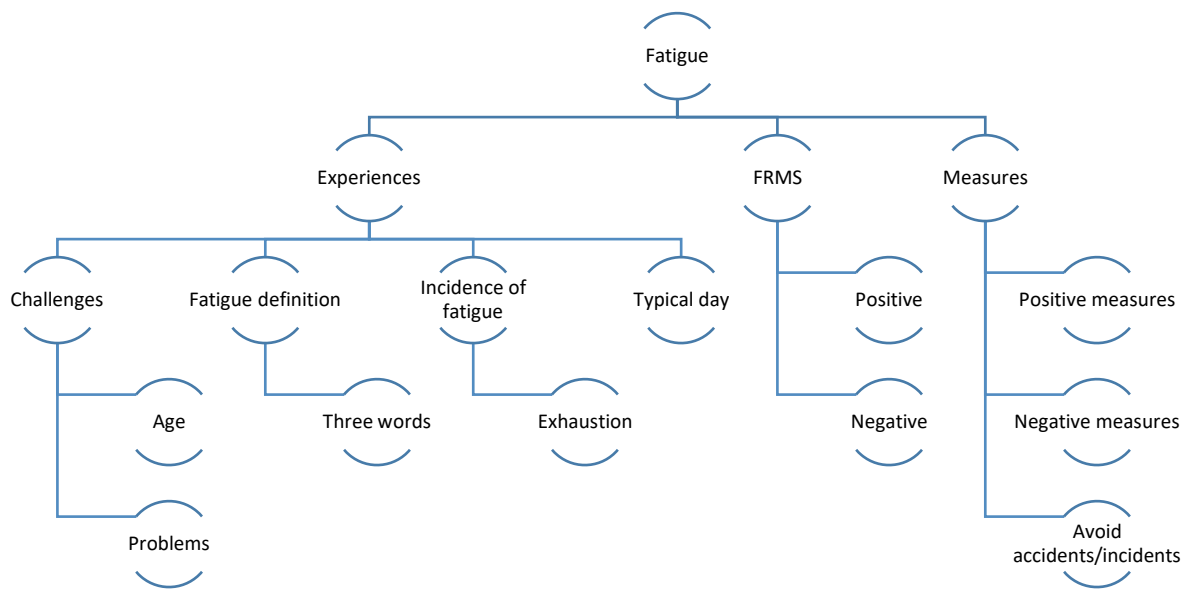 Fatigue
Experiences
FRMS
Measures
Challenges
Fatigue definition
Incidence of
fatigue
Typical day
Positive
Positive measures
Age
Three words
Exhaustion
Negative
Negative measures
Problems
Avoid
accidents/incidents